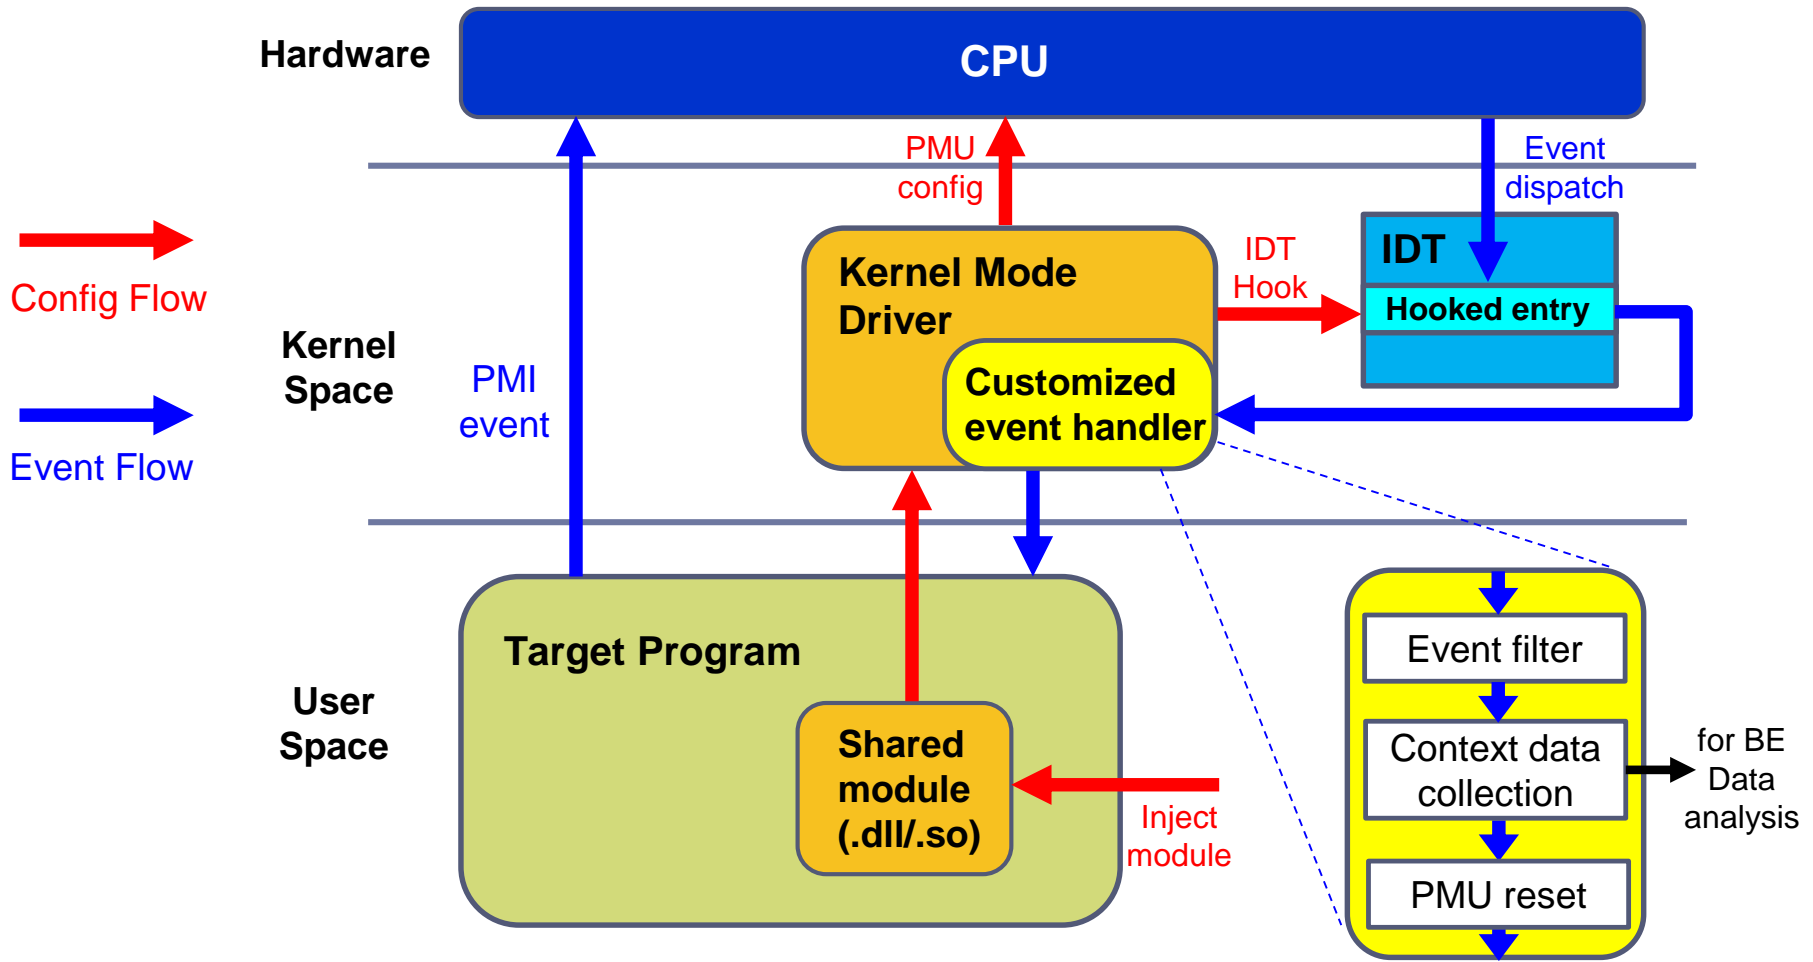 Hardware
CPU
PMU
config
Event
dispatch
Config Flow
Event Flow
Kernel
Space
PMI
event
Kernel Mode
Driver
IDT
Hook
IDT
Hooked entry
Customized
event handler
User
Space
Target Program
Shared
module
(.dll/.so)
Inject
module
Event filter
Context data
collection
PMU reset
for BE
Data
analysis